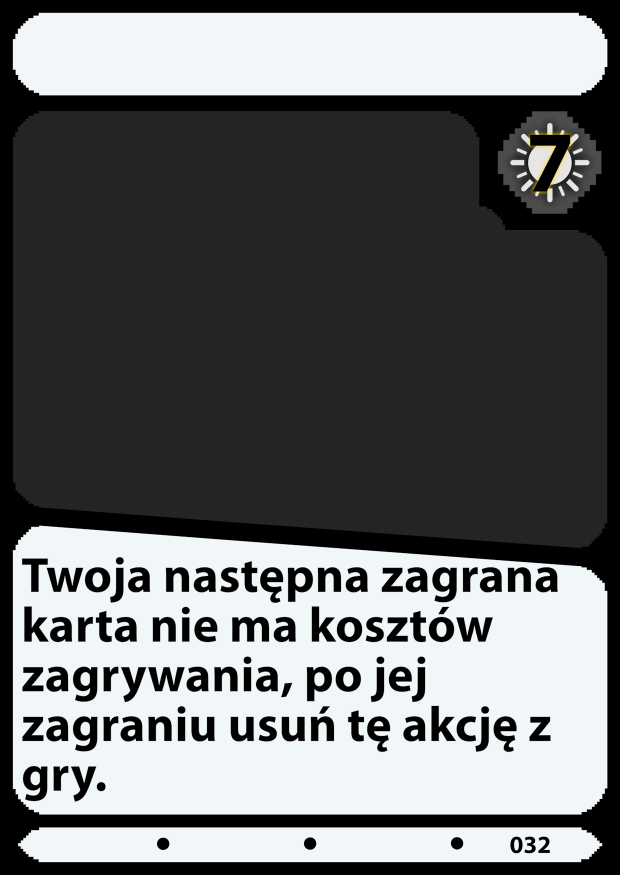 7
Twoja następna zagrana
karta nie ma kosztów
zagrywania, po jej
zagraniu usuń tę akcję z
gry.
032